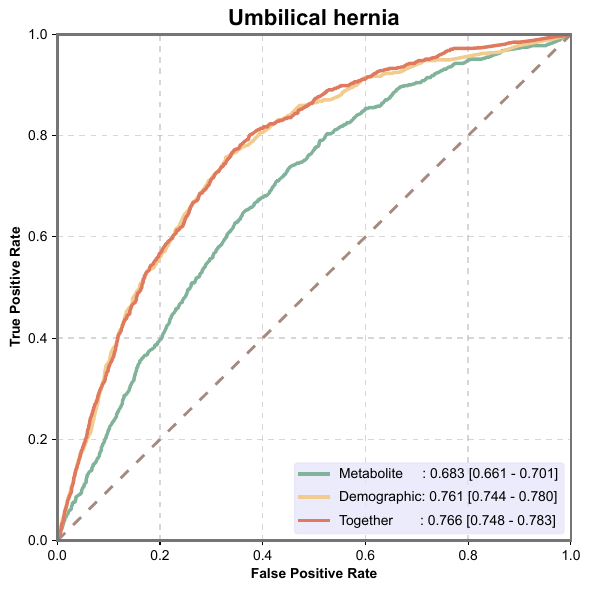 Umbilical hernia
True Positive Rate
1.0
0.8
0.6
0.4
0.2
0.0
Metabolite : 0.683 [0.661 - 0.701]
Demographic: 0.761 [0.744 - 0.780]
Together : 0.766 [0.748 - 0.783]
0.0 0.2 0.4 0.6 0.8 1.0
False Positive Rate